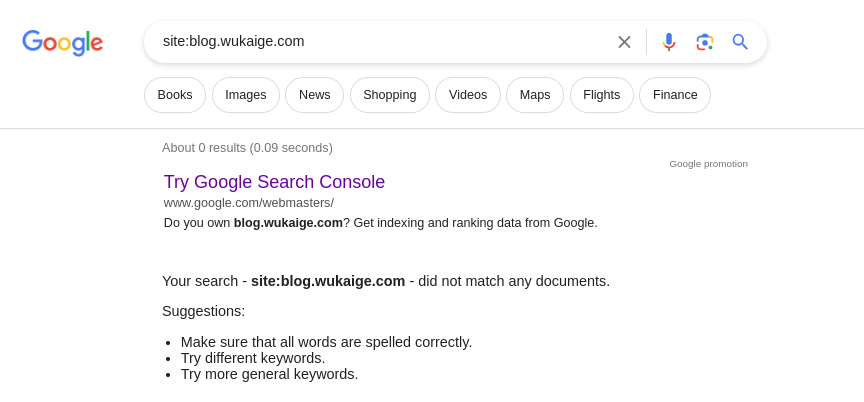 Google
site:blog.wukaige.com
Books Images News Shopping Videos Maps Flights Finance
About 0 results (0.09 seconds)
Google promotion
Try Google Search Console
www.google.com/webmasters/
Do you own blog.wukaige.com? Get indexing and ranking data from Google.
Your search - site:blog.wukaige.com - did not match any documents.
Suggestions:
Make sure that all words are spelled correctly.
Try different keywords.
Try more general keywords.